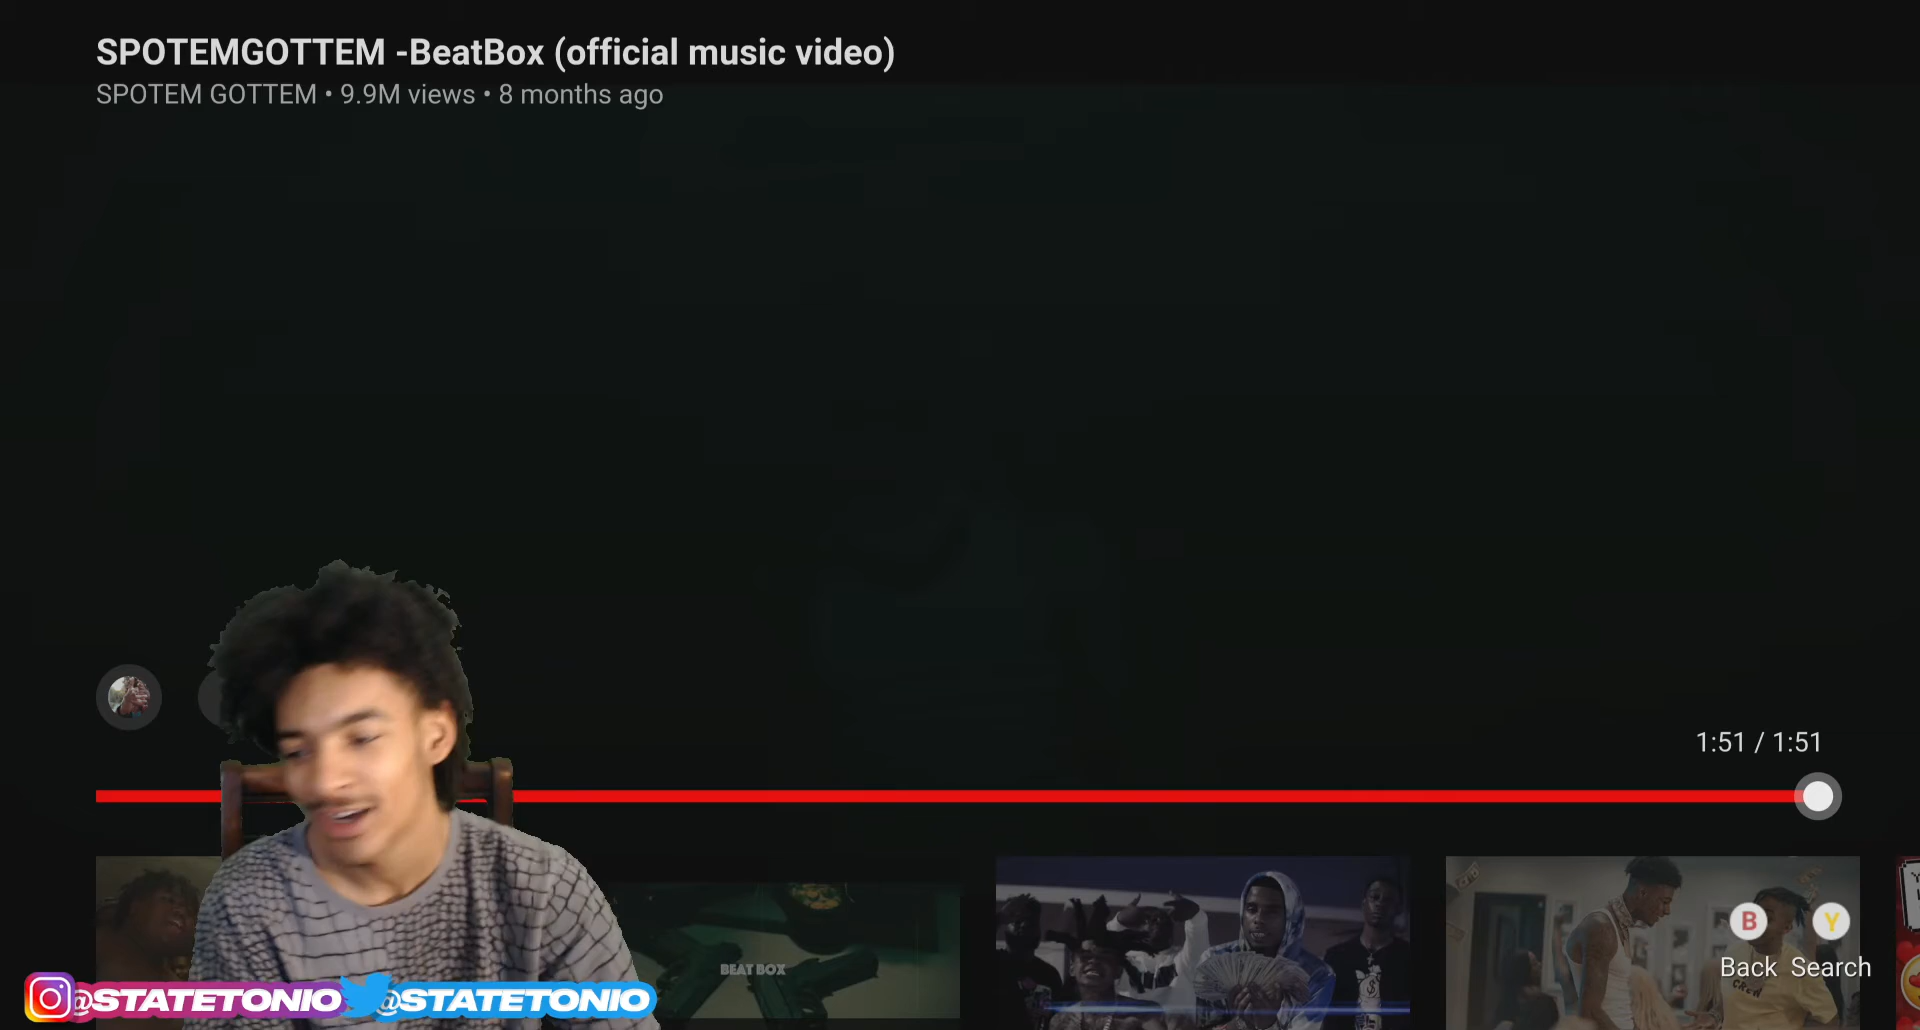 SPOTEMGOTTEM -BeatBox (official music video)
SPOTEM GOTTEM • 9.9M views • 8 months ago
1:51 / 1:51
BEAT BOX
CREW
B Y
Back Search
@STATETONIO @STATETONIO